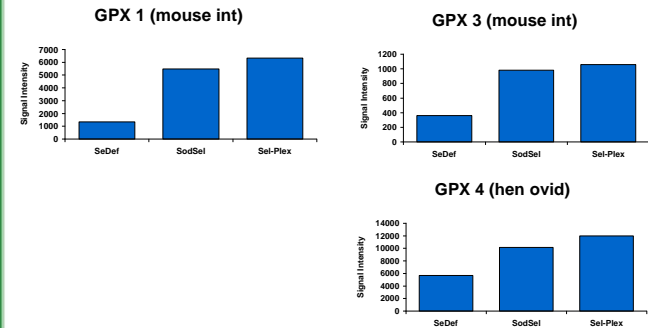 GPX 1 (mouse int)
Signal Intensity
7000
6000
5000
4000
3000
2000
1000
0
SeDef SodSel Sel-Plex
GPX 3 (mouse int)
Signal Intensity
1200
1000
800
600
400
200
0
SeDef SodSel Sel-Plex
GPX 4 (hen ovid)
Signal Intensity
14000
12000
10000
8000
6000
4000
2000
0
SeDef SodSel Sel-Plex